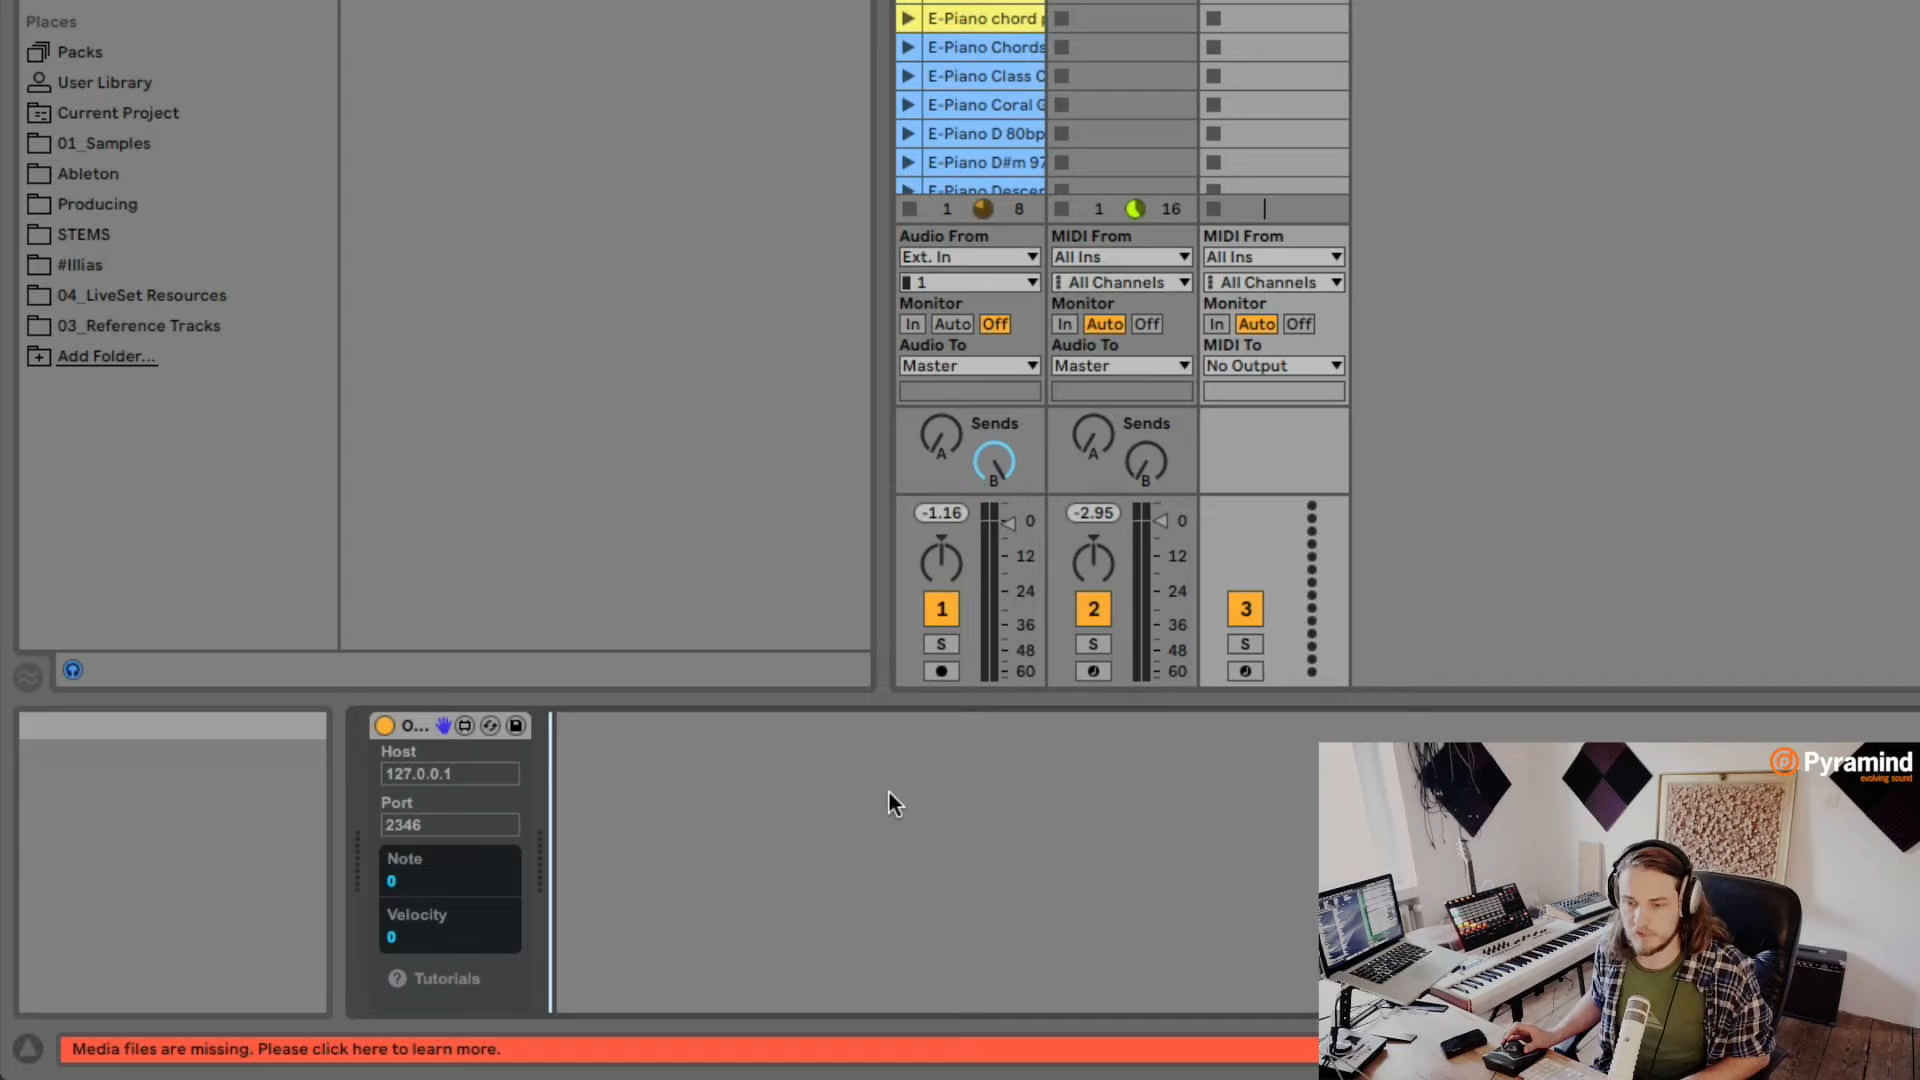 Places
Packs
User Library
Current Project
01_Samples
Ableton
Producing
STEMS
#Illias
04_LiveSet Resources
03_Reference Tracks
Add Folder...
E-Piano chord
E-Piano Chords
E-Piano Class C
E-Piano Coral G
E-Piano D 80bp
E-Piano D#m 97
E-Piano Descer
1 8
1 16
Audio From
Ext. In
1
Monitor
In Auto Off
Audio To
Master
Sends
A
B
-1.16
0
12
24
36
48
60
1
S
MIDI From
All Ins
All Channels
Monitor
In Auto Off
Audio To
Master
Sends
A
B
-2.95
0
12
24
36
48
60
2
S
MIDI From
All Ins
All Channels
Monitor
In Auto Off
MIDI To
No Output
3
S
O...
Host
127.0.0.1
Port
2346
Note
0
Velocity
0
? Tutorials
Media files are missing. Please click here to learn more.
Pyramind
evolving sound